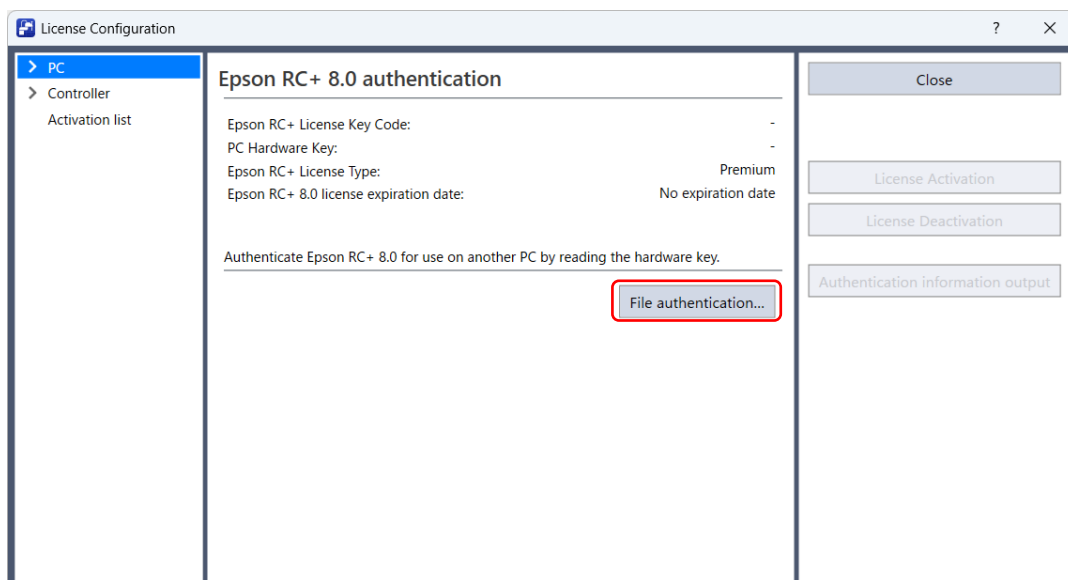 License Configuration
?
PC
Controller
Activation list
Epson RC+ 8.0 authentication
Epson RC+ License Key Code: -
PC Hardware Key: -
Epson RC+ License Type: Premium
Epson RC+ 8.0 license expiration date: No expiration date
Authenticate Epson RC+ 8.0 for use on another PC by reading the hardware key.
File authentication...
Close
License Activation
License Deactivation
Authentication information output